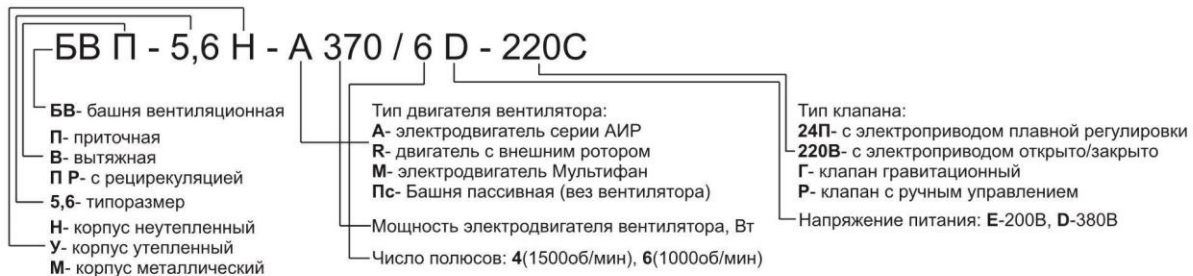 БВ П - 5,6 Н - А 370 / 6 D - 220С
БВ- башня вентиляционная
П- приточная
В- вытяжная
П Р- с рецирекуляцией
5,6- типоразмер
Н- корпус неутепленный
У- корпус утепленный
М- корпус металлический
Тип двигателя вентилятора:
А- электродвигатель серии АИР
R- двигатель с внешним ротором
М- электродвигатель Мультифан
Пс- Башня пассивная (вез вентилятора)
Мощность электродвигателя вентилятора, Вт
Число полюсов: 4(1500об/мин), 6(1000об/мин)
Тип клапана:
24П- с электроприводом плавной регулировки
220В- с электроприводом открыто/закрыто
Г- клапан гравитационный
Р- клапан с ручным управлением
Напряжение питания: Е-200В, D-380В